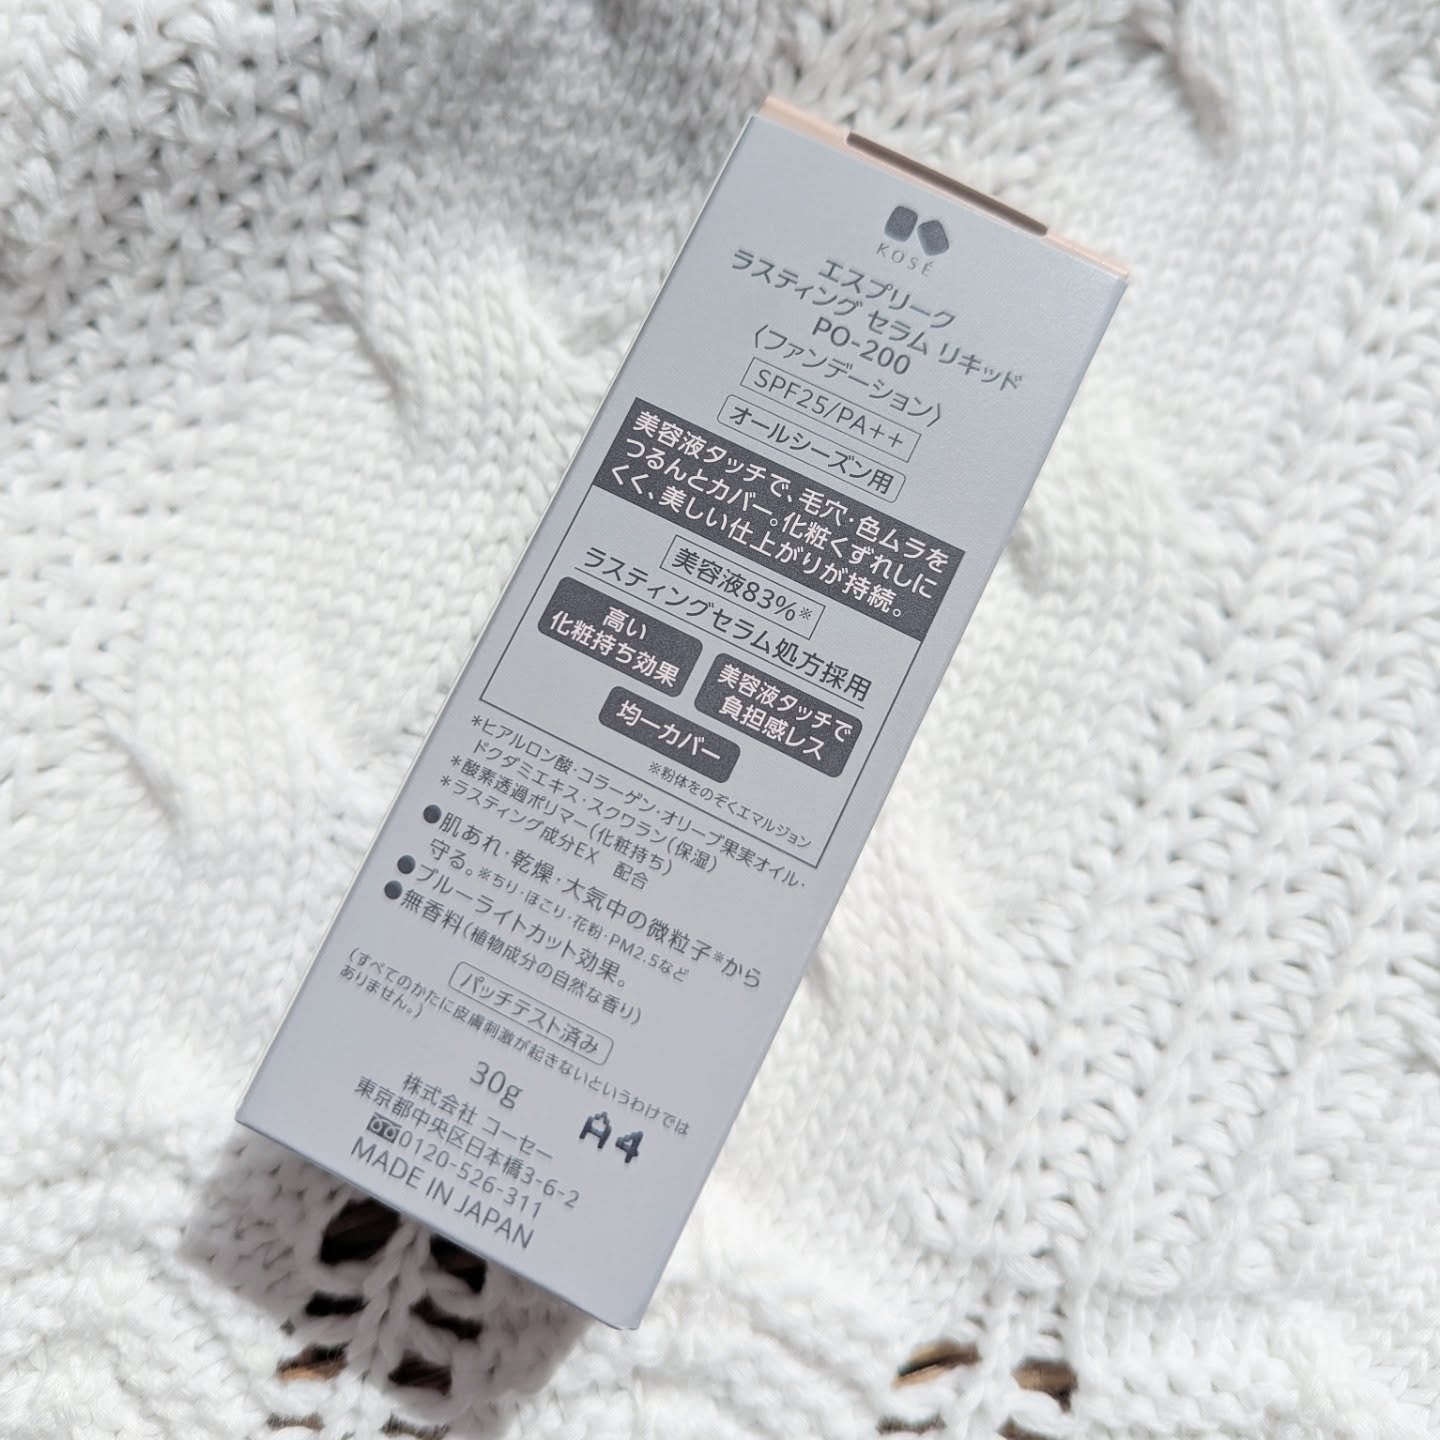 KOSÉ
エスプリーク
ラスティング セラム リキッド
PO-200
〈ファンデーション〉
SPF25/PA++
オールシーズン用
美容液タッチで、毛穴・色ムラを
つるんとカバー。化粧くずれしに
くく、美しい仕上がりが持続。
美容液83%※
ラスティングセラム処方採用
高い
化粧持ち効果
美容液タッチで
負担感レス
均一カバー
※粉体をのぞくエマルジョン
*ヒアルロン酸・コラーゲン・オリーブ果実オイル・
ドクダミエキス・スクワラン(保湿)
*酸素透過ポリマー(化粧持ち)
*ラスティング成分EX 配合
●肌あれ・乾燥・大気中の微粒子※から
守る。※ちり・ほこり・花粉・PM2.5など
●ブルーライトカット効果。
●無香料(植物成分の自然な香り)
パッチテスト済み
(すべてのかたに皮膚刺激が起きないというわけでは
ありません。)
30g
株式会社 コーセー
東京都中央区日本橋3-6-2
0120-526-311
MADE IN JAPAN
A4